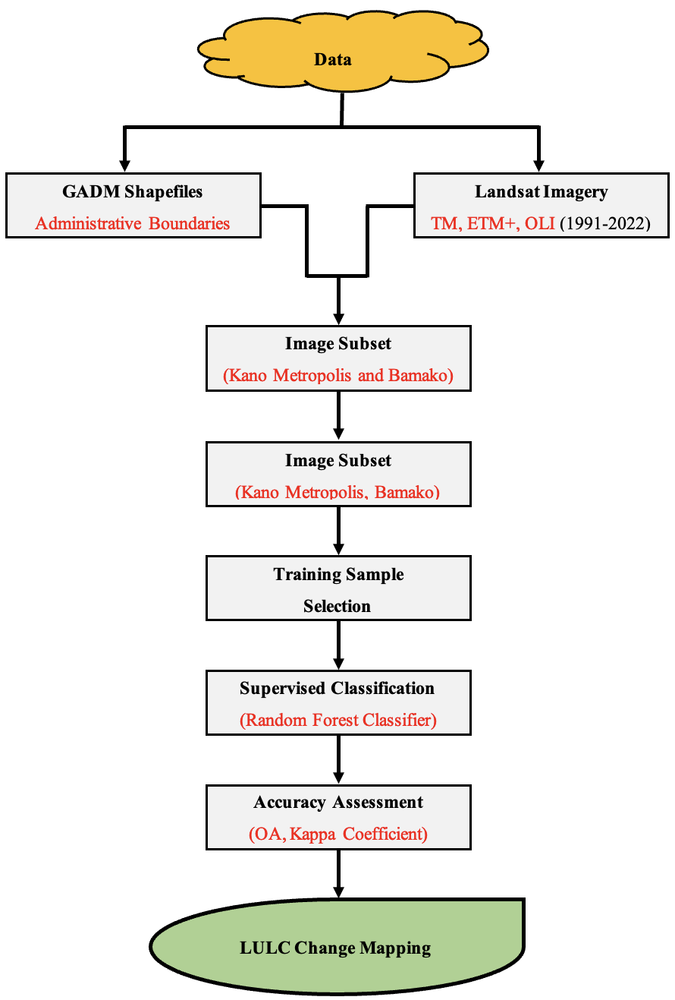 Data
GADM Shapefiles
Administrative Boundaries
Landsat Imagery
TM, ETM+, OLI (1991-2022)
Image Subset
(Kano Metropolis and Bamako)
Image Subset
(Kano Metropolis, Bamako)
Training Sample
Selection
Supervised Classification
(Random Forest Classifier)
Accuracy Assessment
(OA, Kappa Coefficient)
LULC Change Mapping